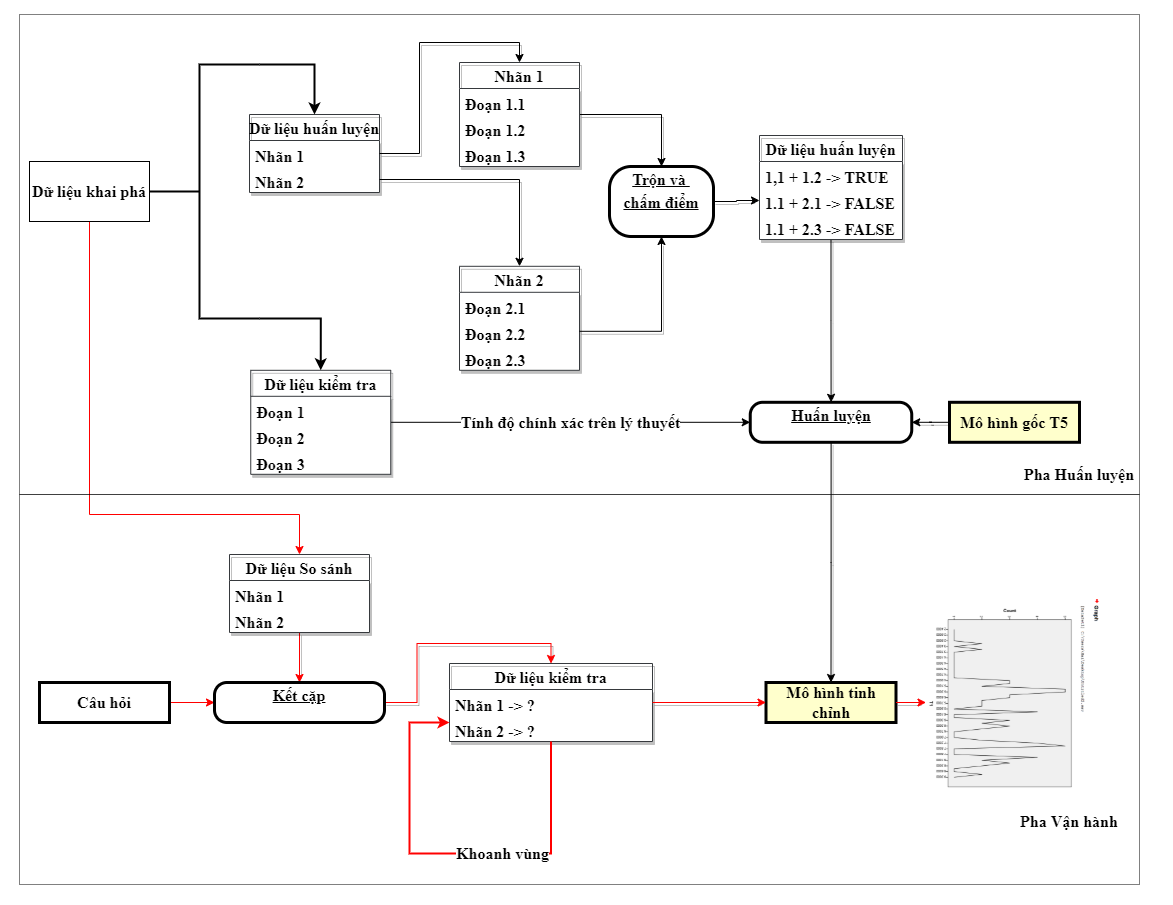 Nhãn 1
Đoạn 1.1
Đoạn 1.2
Đoạn 1.3
Dữ liệu huấn luyện
Nhãn 1
Nhãn 2
Dữ liệu khai phá
Trộn và
chấm điểm
Dữ liệu huấn luyện
1,1 + 1.2 -> TRUE
1.1 + 2.1 -> FALSE
1.1 + 2.3 -> FALSE
Nhãn 2
Đoạn 2.1
Đoạn 2.2
Đoạn 2.3
Dữ liệu kiểm tra
Đoạn 1
Đoạn 2
Đoạn 3
Tính độ chính xác trên lý thuyết
Huấn luyện
Mô hình gốc T5
Pha Huấn luyện
Dữ liệu So sánh
Nhãn 1
Nhãn 2
Câu hỏi
Kết cặp
Dữ liệu kiểm tra
Nhãn 1 -> ?
Nhãn 2 -> ?
Khoanh vùng
Mô hình tinh
chỉnh
Graph
Count
Pha Vận hành